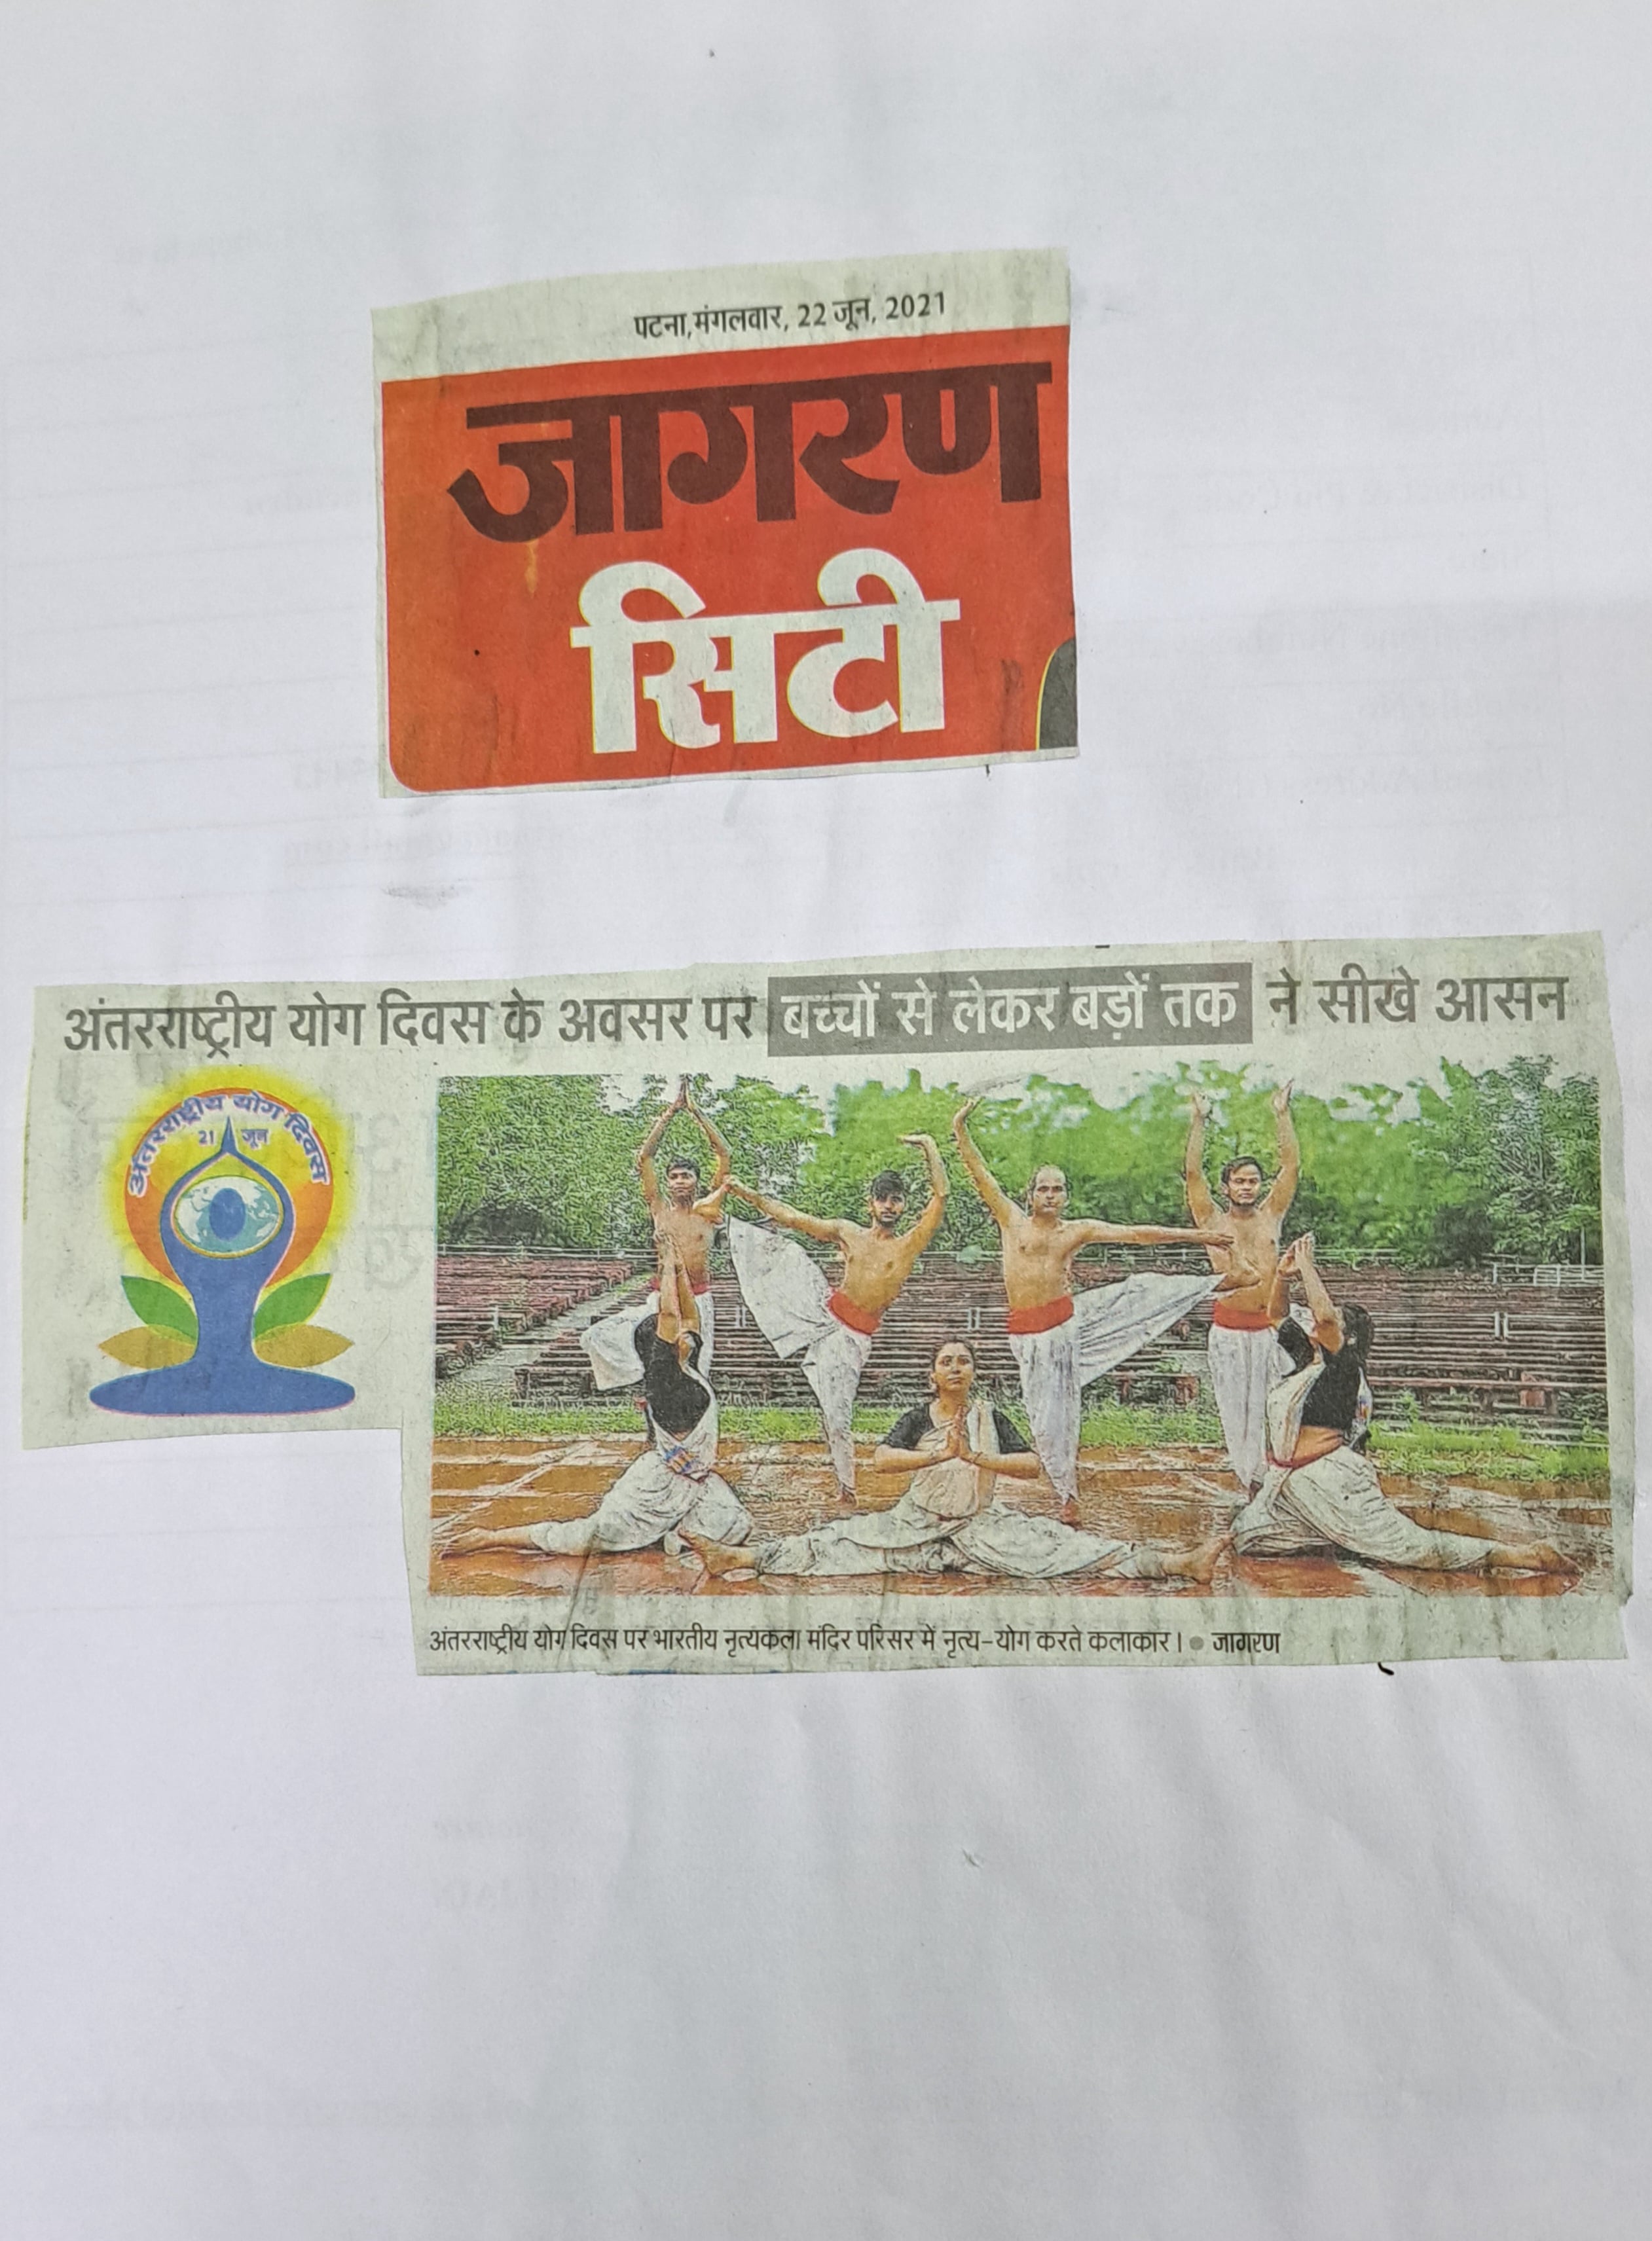 पटना, मंगलवार, 22 जून, 2021
जागरण
सिटी
अंतरराष्ट्रीय योग दिवस के अवसर पर बच्चों से लेकर बड़ों तक ने सीखे आसन
अंतरराष्ट्रीय योग दिवस
21 जून
अंतरराष्ट्रीय योग दिवस पर भारतीय नृत्यकला मंदिर परिसर में नृत्य-योग करते कलाकार। ● जागरण